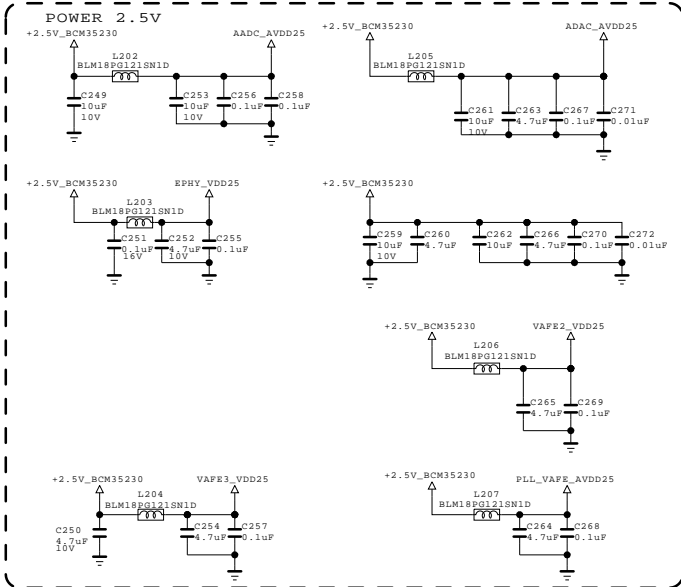 POWER 2.5V
+2.5V_BCM35230
AADC_AVDD25
L202
BLM18PG121SN1D
C249
10uF
10V
C253
10uF
10V
C256
0.1uF
C258
0.1uF
+2.5V_BCM35230
ADAC_AVDD25
L205
BLM18PG121SN1D
C261
10uF
10V
C263
4.7uF
C267
0.1uF
C271
0.01uF
+2.5V_BCM35230
EPHY_VDD25
L203
BLM18PG121SN1D
C251
0.1uF
16V
C252
4.7uF
10V
C255
0.1uF
+2.5V_BCM35230
C259
10uF
10V
C260
4.7uF
C262
10uF
C266
4.7uF
C270
0.1uF
C272
0.01uF
+2.5V_BCM35230
VAFE2_VDD25
L206
BLM18PG121SN1D
C265
4.7uF
C269
0.1uF
+2.5V_BCM35230
VAFE3_VDD25
L204
BLM18PG121SN1D
C250
4.7uF
10V
C254
4.7uF
C257
0.1uF
+2.5V_BCM35230
PLL_VAFE_AVDD25
L207
BLM18PG121SN1D
C264
4.7uF
C268
0.1uF